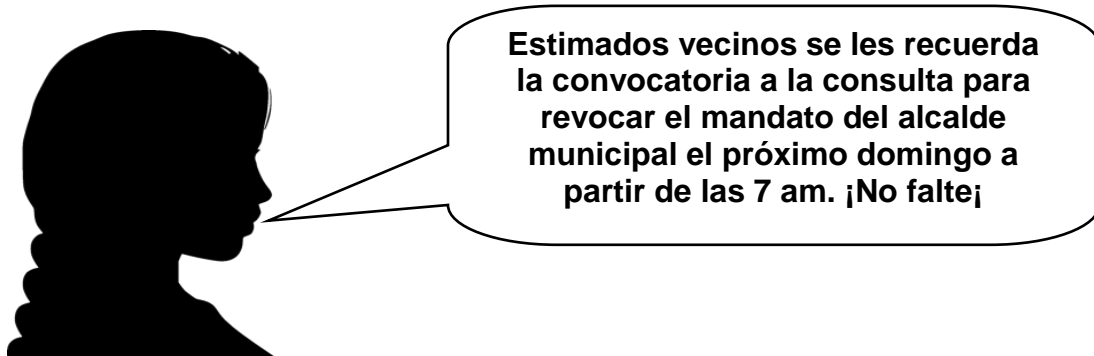 Estimados vecinos se les recuerda
la convocatoria a la consulta para
revocar el mandato del alcalde
municipal el próximo domingo a
partir de las 7 am. ¡No falte¡